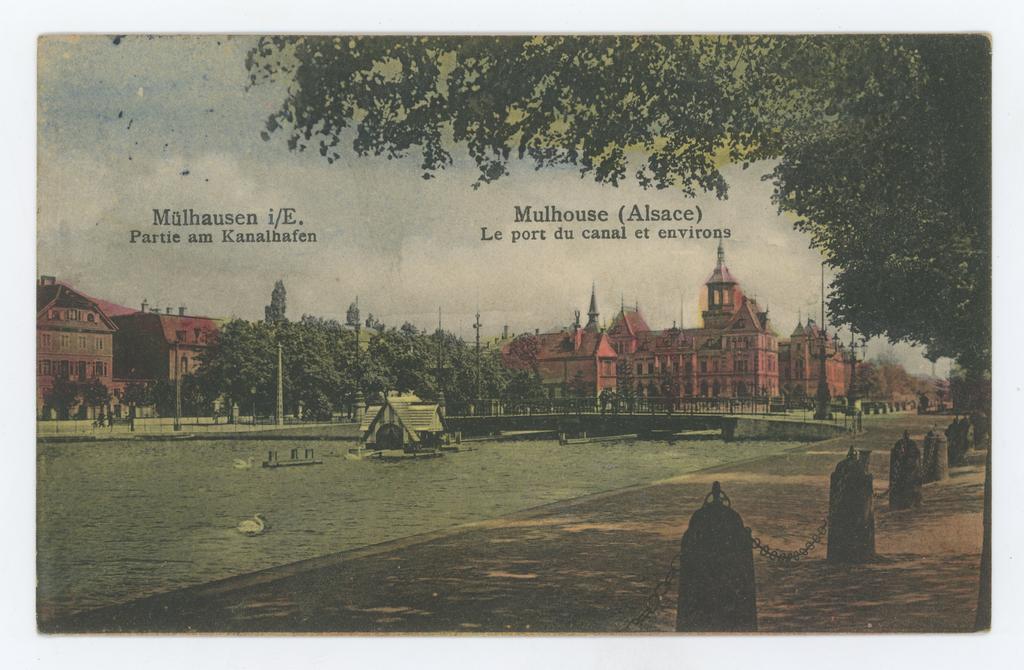 Mülhausen i/E.
Partie am Kanalhafen
Mulhouse (Alsace)
Le port du canal et environs